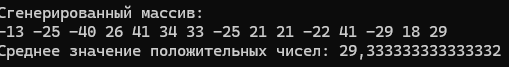 Сгенерированный массив:
-13 -25 -40 26 41 34 33 -25 21 21 -22 41 -29 18 29
Среднее значение положительных чисел: 29,333333333333332